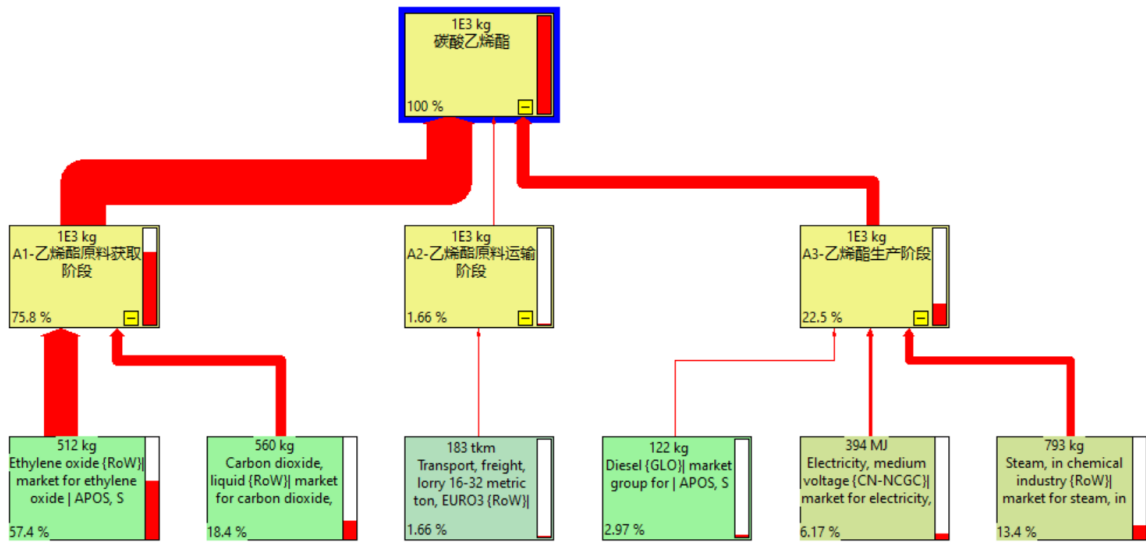 1E3 kg
碳酸乙烯酯
100 %
1E3 kg
A1-乙烯酯原料获取
阶段
75.8 %
1E3 kg
A2-乙烯酯原料运输
阶段
1.66 %
1E3 kg
A3-乙烯酯生产阶段
22.5 %
512 kg
Ethylene oxide {RoW}|
market for ethylene
oxide | APOS, S
57.4 %
560 kg
Carbon dioxide,
liquid {RoW}| market
for carbon dioxide,
18.4 %
183 tkm
Transport, freight,
lorry 16-32 metric
ton, EURO3 {RoW}|
1.66 %
122 kg
Diesel {GLO}| market
group for | APOS, S
2.97 %
394 MJ
Electricity, medium
voltage {CN-NCGC}|
market for electricity,
6.17 %
793 kg
Steam, in chemical
industry {RoW}|
market for steam, in
13.4 %